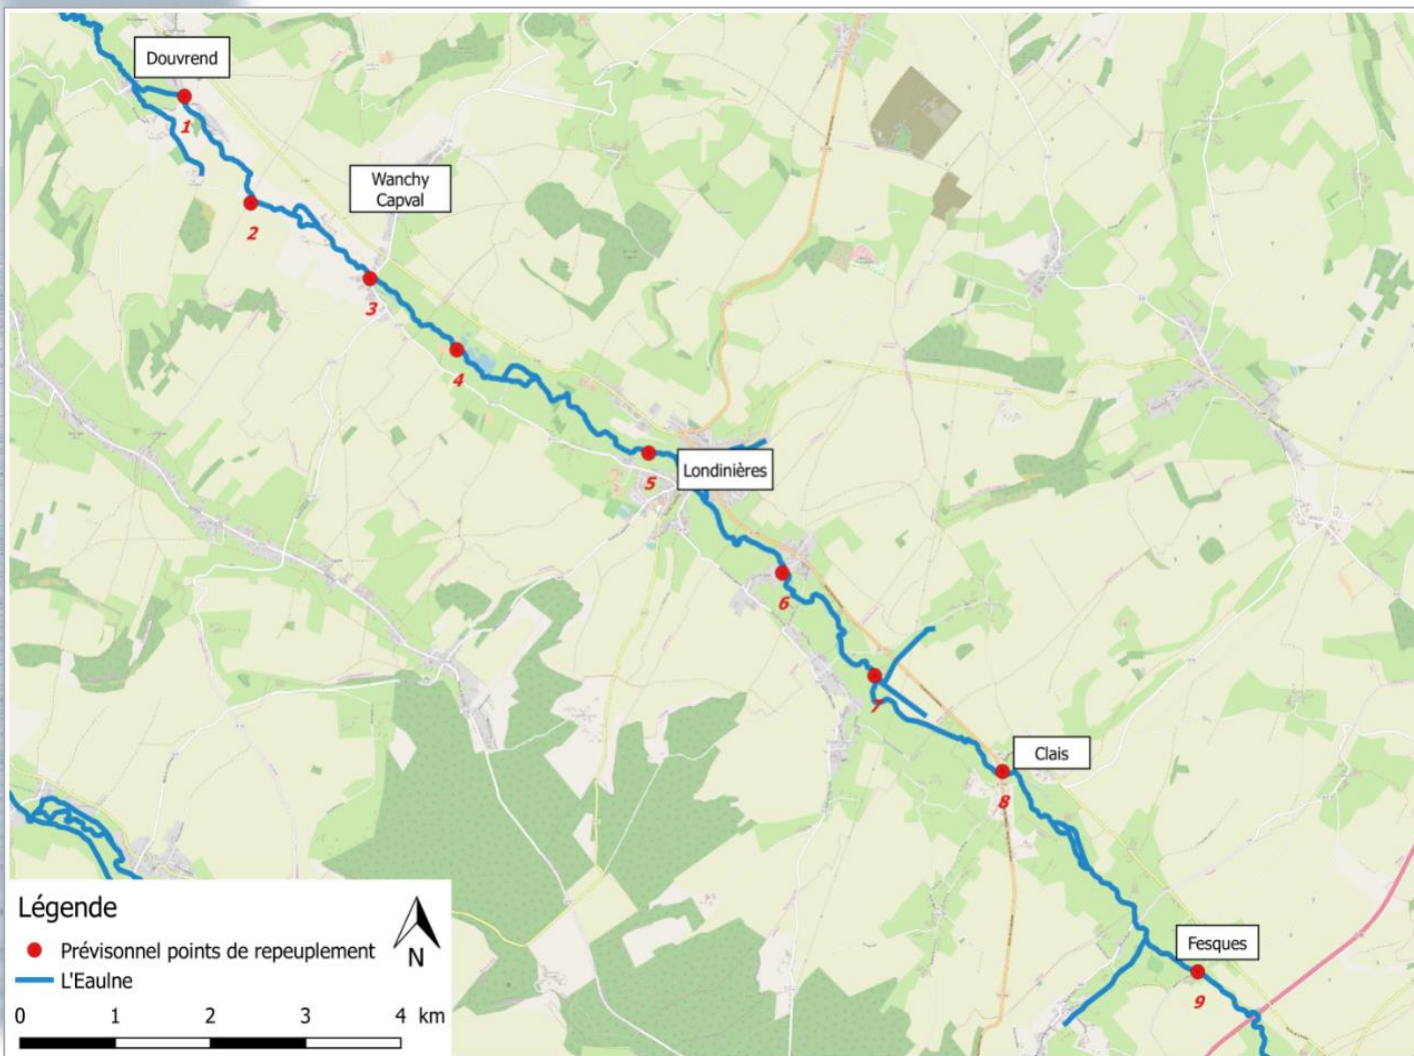 Douvrend
1
Wanchy
Capval
2
3
4
Londinières
5
6
7
Clais
8
Fesques
9
Légende
Prévisonnel points de repeuplement
N
L'Eaulne
0 1 2 3 4 km